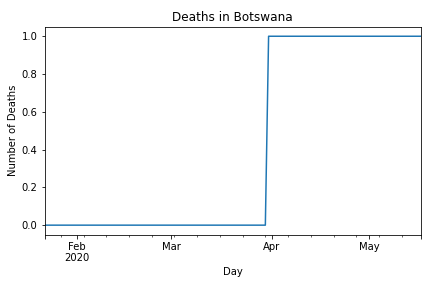 Deaths in Botswana
Number of Deaths
1.0
0.8
0.6
0.4
0.2
0.0
Feb
2020
Mar
Apr
May
Day